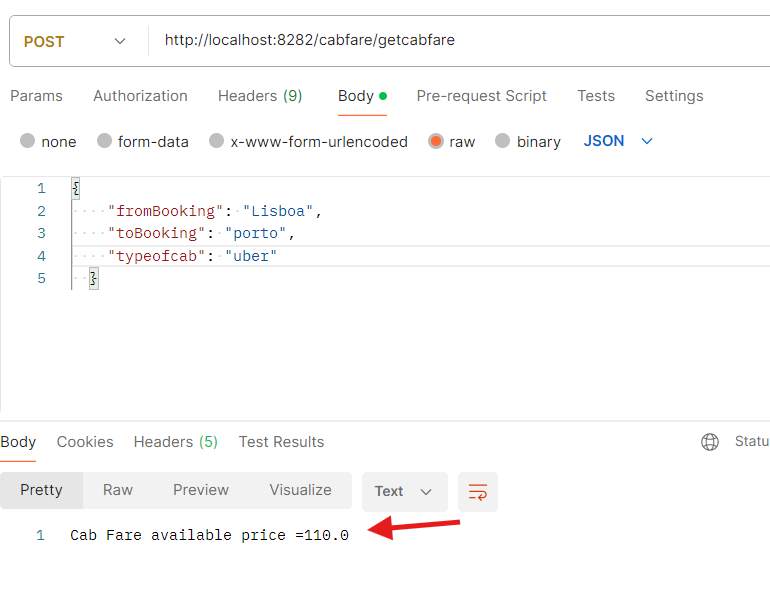 POST http://localhost:8282/cabfare/getcabfare
Params Authorization Headers (9) Body Pre-request Script Tests Settings
none form-data x-www-form-urlencoded raw binary JSON
1 {
2 "fromBooking": "Lisboa",
3 "toBooking": "porto",
4 "typeofcab": "uber"
5 }
Body Cookies Headers (5) Test Results Statu
Pretty Raw Preview Visualize Text
1 Cab Fare available price =110.0